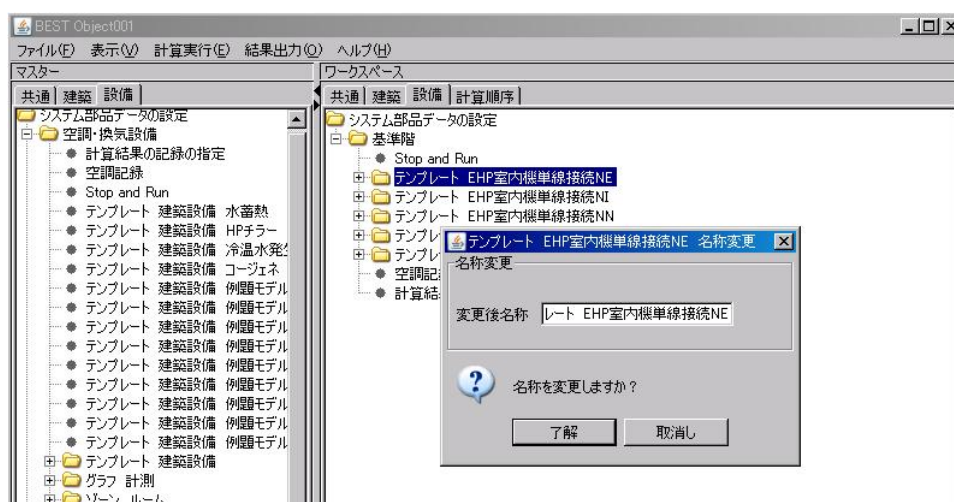 BEST Object001
ファイル(F) 表示(V) 計算実行(E) 結果出力(O) ヘルプ(H)
マスター
共通 建築 設備
システム部品データの設定
空調・換気設備
計算結果の記録の指定
空調記録
Stop and Run
テンプレート 建築設備 水蓄熱
テンプレート 建築設備 HPチラー
テンプレート 建築設備 冷温水発生
テンプレート 建築設備 コージェネ
テンプレート 建築設備 例題モデル
テンプレート 建築設備 例題モデル
テンプレート 建築設備 例題モデル
テンプレート 建築設備 例題モデル
テンプレート 建築設備 例題モデル
テンプレート 建築設備 例題モデル
テンプレート 建築設備 例題モデル
テンプレート 建築設備 例題モデル
テンプレート 建築設備
グラフ 計測
ゾーン ルーム
ワークスペース
共通 建築 設備 計算順序
システム部品データの設定
基準階
Stop and Run
テンプレート EHP室内機単線接続NE
テンプレート EHP室内機単線接続NI
テンプレート EHP室内機単線接続NN
テンプレ
テンプレ
空調記
計算結
テンプレート EHP室内機単線接続NE 名称変更
名称変更
変更後名称 レート EHP室内機単線接続NE
名称を変更しますか？
了解 取消し